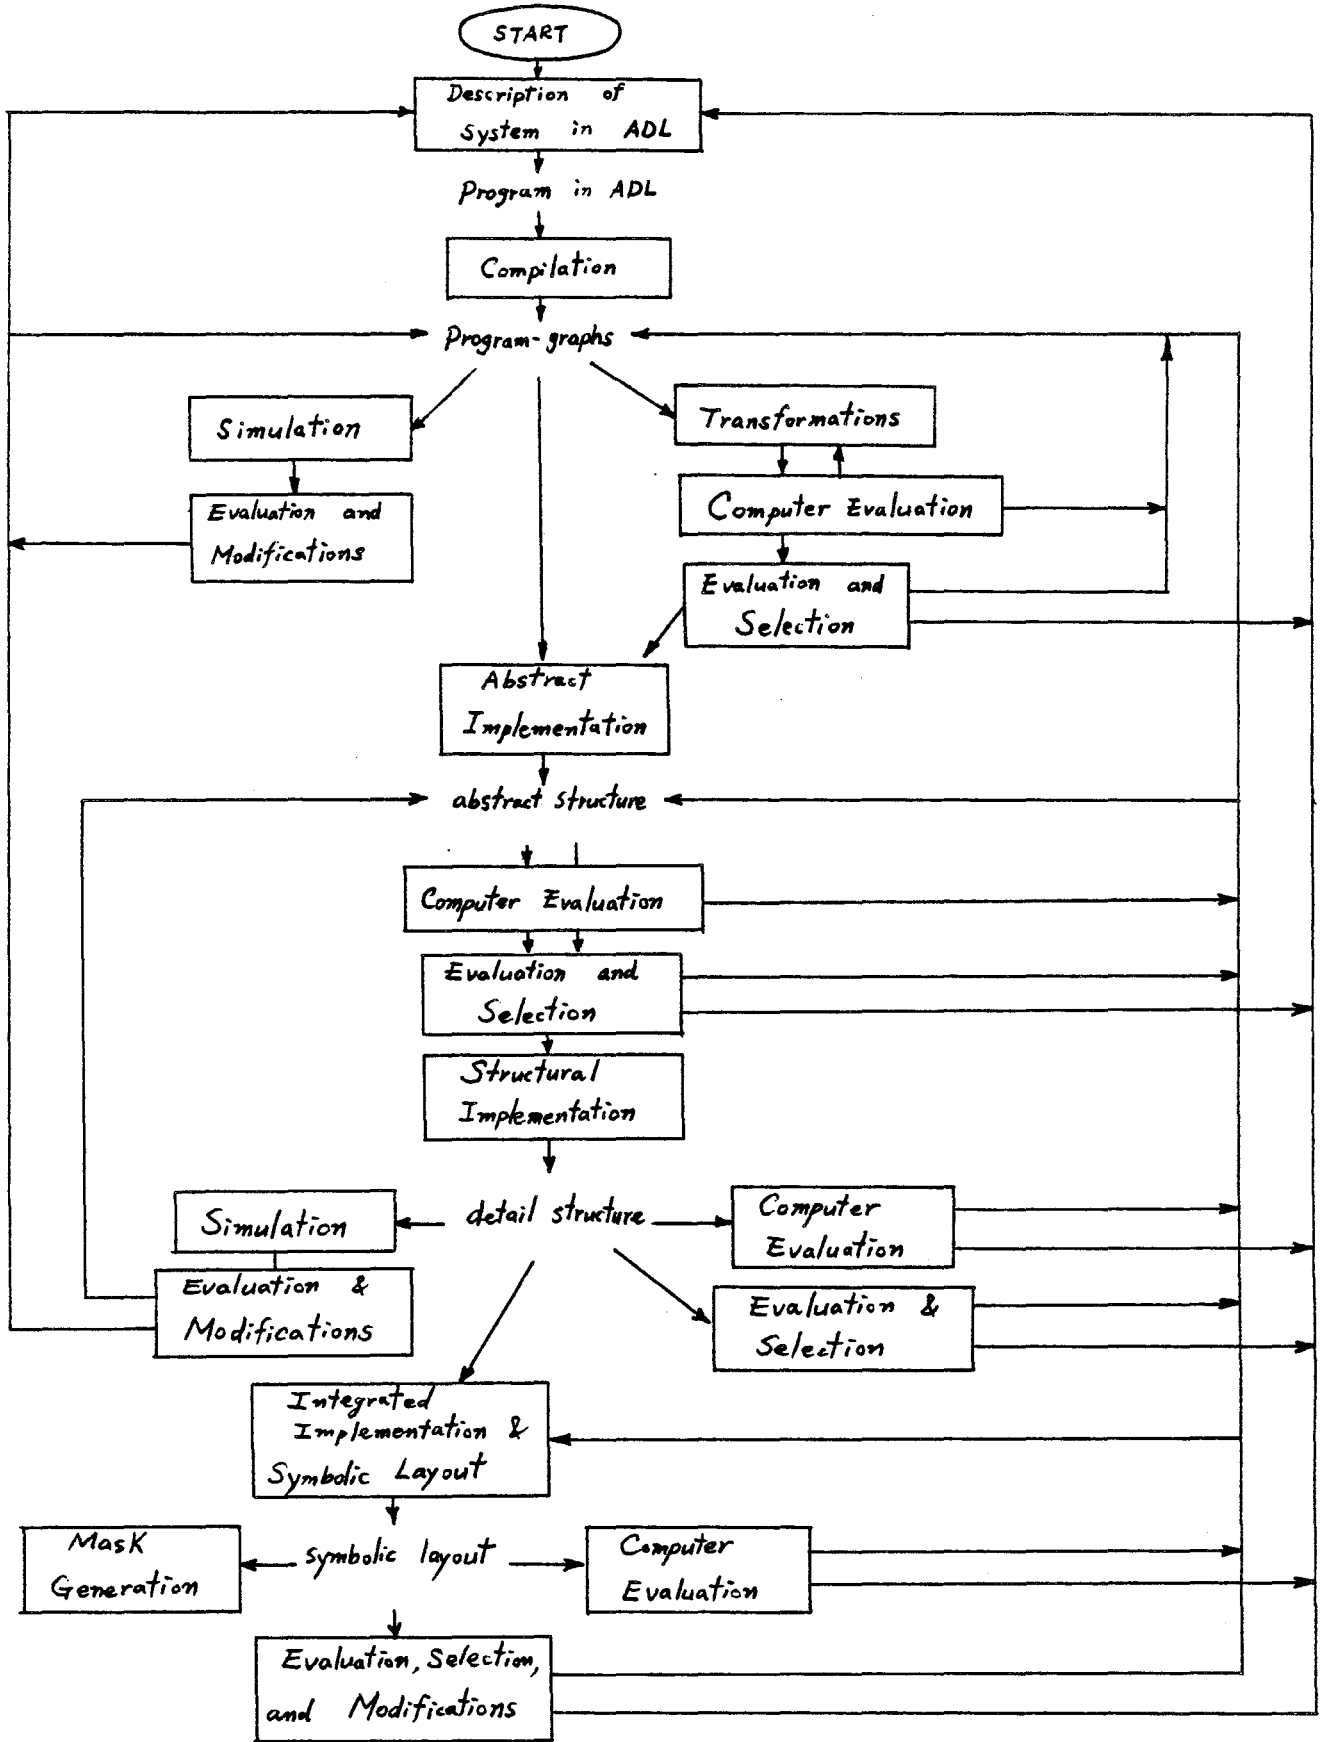 START
Description of
System in ADL
Program in ADL
Compilation
Program-graphs
Simulation
Transformations
Evaluation and
Modifications
Computer Evaluation
Evaluation and
Selection
Abstract
Implementation
abstract structure
Computer Evaluation
Evaluation and
Selection
Structural
Implementation
detail structure
Simulation
Computer
Evaluation
Evaluation &
Modifications
Evaluation &
Selection
Integrated
Implementation &
Symbolic Layout
Mask
Generation
symbolic layout
Computer
Evaluation
Evaluation, Selection,
and Modifications